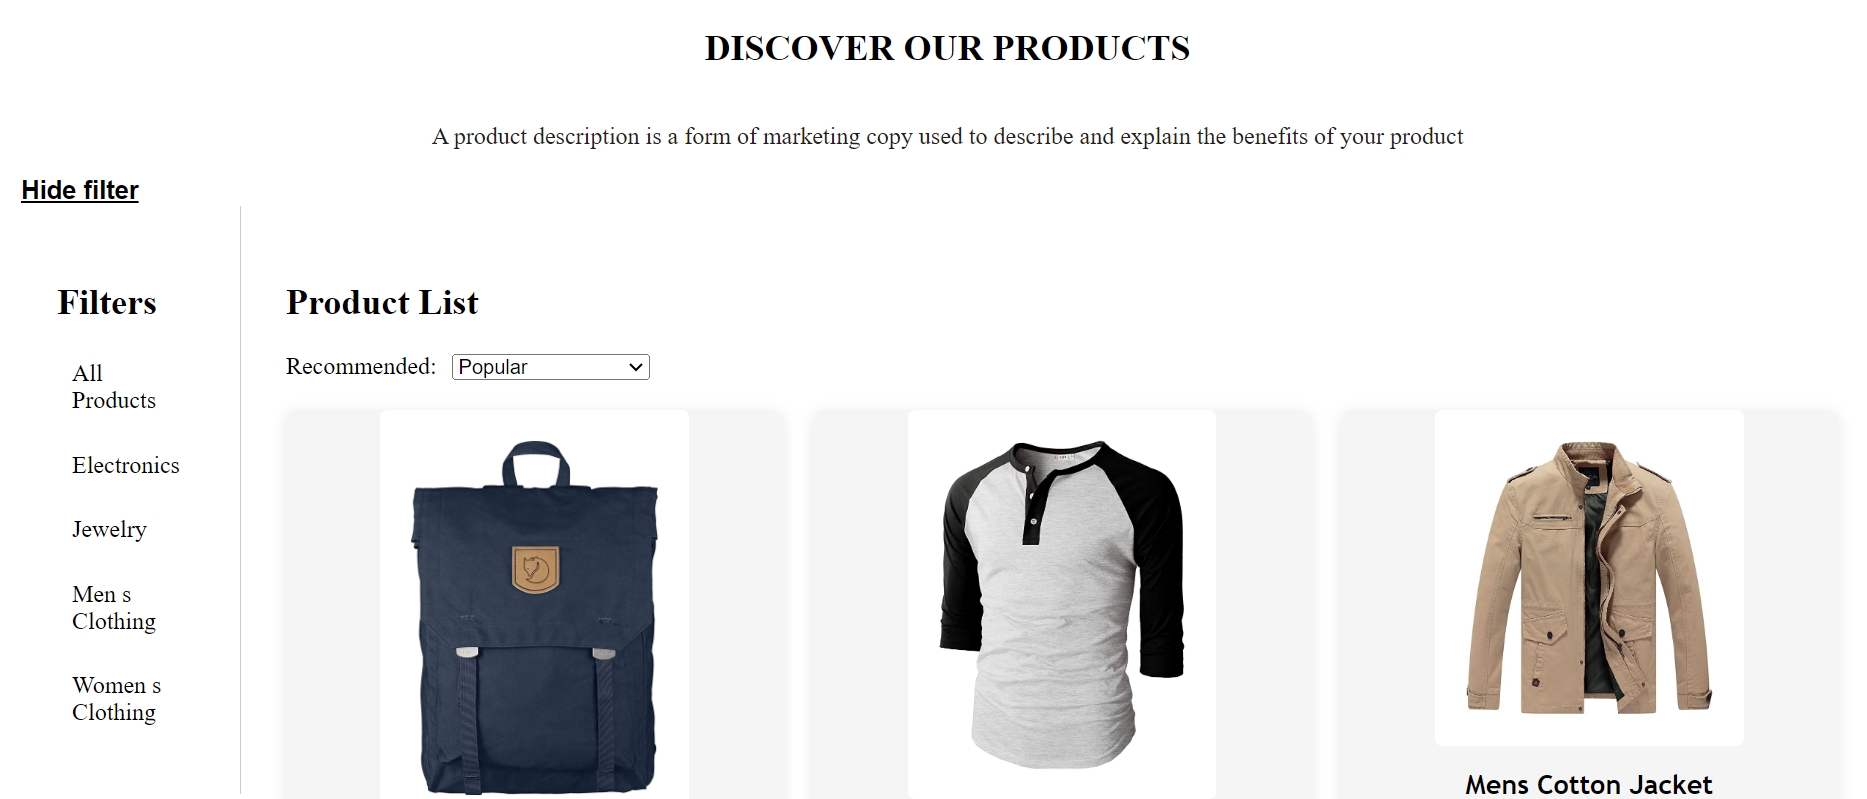 DISCOVER OUR PRODUCTS
A product description is a form of marketing copy used to describe and explain the benefits of your product
Hide filter
Filters
All
Products
Electronics
Jewelry
Men s
Clothing
Women s
Clothing
Product List
Recommended: Popular
Mens Cotton Jacket